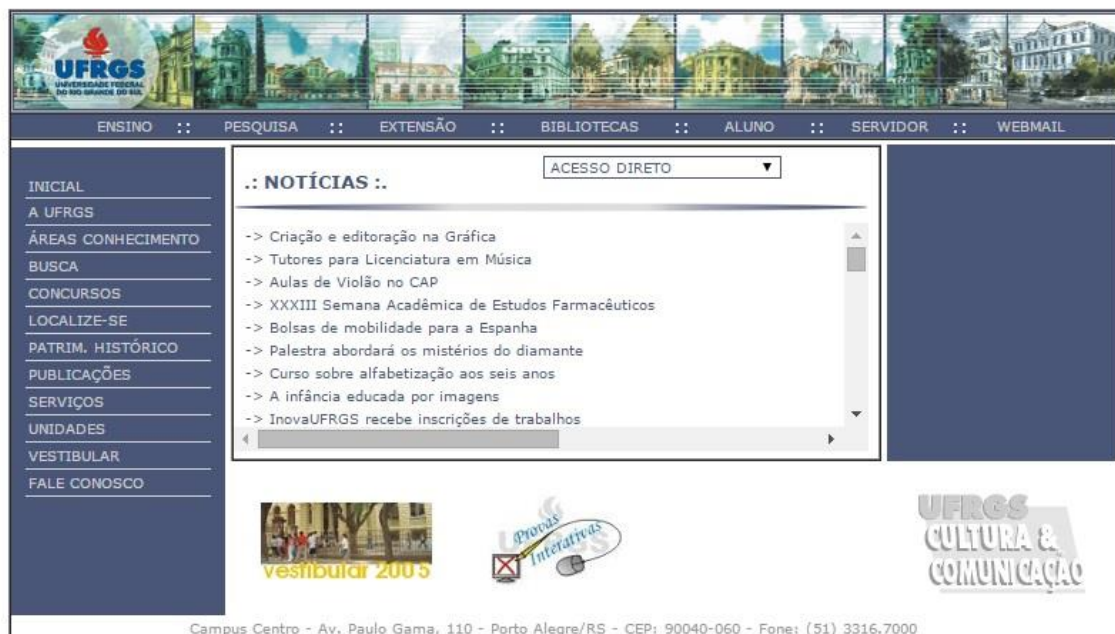 UFRGS
UNIVERSIDADE FEDERAL
DO RIO GRANDE DO SUL
ENSINO :: PESQUISA :: EXTENSÃO :: BIBLIOTECAS :: ALUNO :: SERVIDOR :: WEBMAIL
INICIAL
A UFRGS
ÁREAS CONHECIMENTO
BUSCA
CONCURSOS
LOCALIZE-SE
PATRIM. HISTÓRICO
PUBLICAÇÕES
SERVIÇOS
UNIDADES
VESTIBULAR
FALE CONOSCO
ACESSO DIRETO
.: NOTÍCIAS :.
-> Criação e editoração na Gráfica
-> Tutores para Licenciatura em Música
-> Aulas de Violão no CAP
-> XXXIII Semana Acadêmica de Estudos Farmacêuticos
-> Bolsas de mobilidade para a Espanha
-> Palestra abordará os mistérios do diamante
-> Curso sobre alfabetização aos seis anos
-> A infância educada por imagens
-> InovaUFRGS recebe inscrições de trabalhos
vestibular 2005
Provas
Interativas
UFRGS
UFRGS
CULTURA &
COMUNICAÇÃO
Campus Centro - Av. Paulo Gama, 110 - Porto Alegre/RS - CEP: 90040-060 - Fone: (51) 3316.7000